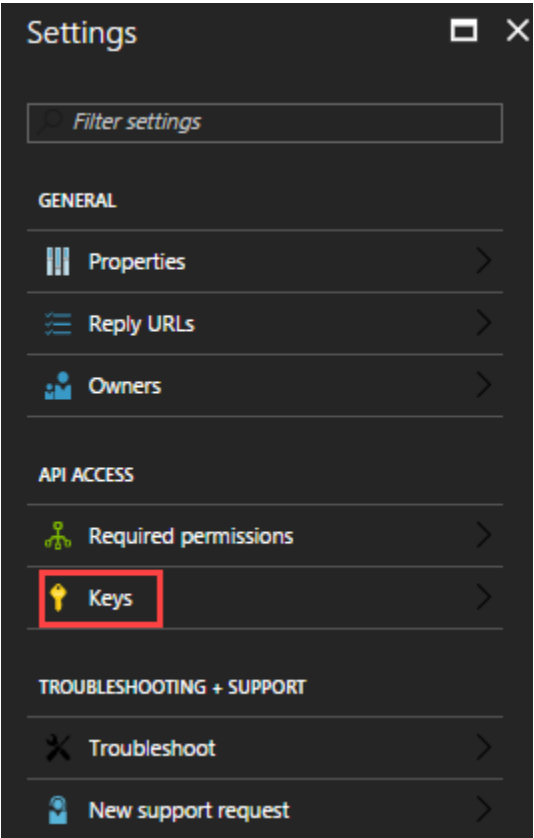 Settings
Filter settings
GENERAL
Properties
Reply URLs
Owners
API ACCESS
Required permissions
Keys
TROUBLESHOOTING + SUPPORT
Troubleshoot
New support request